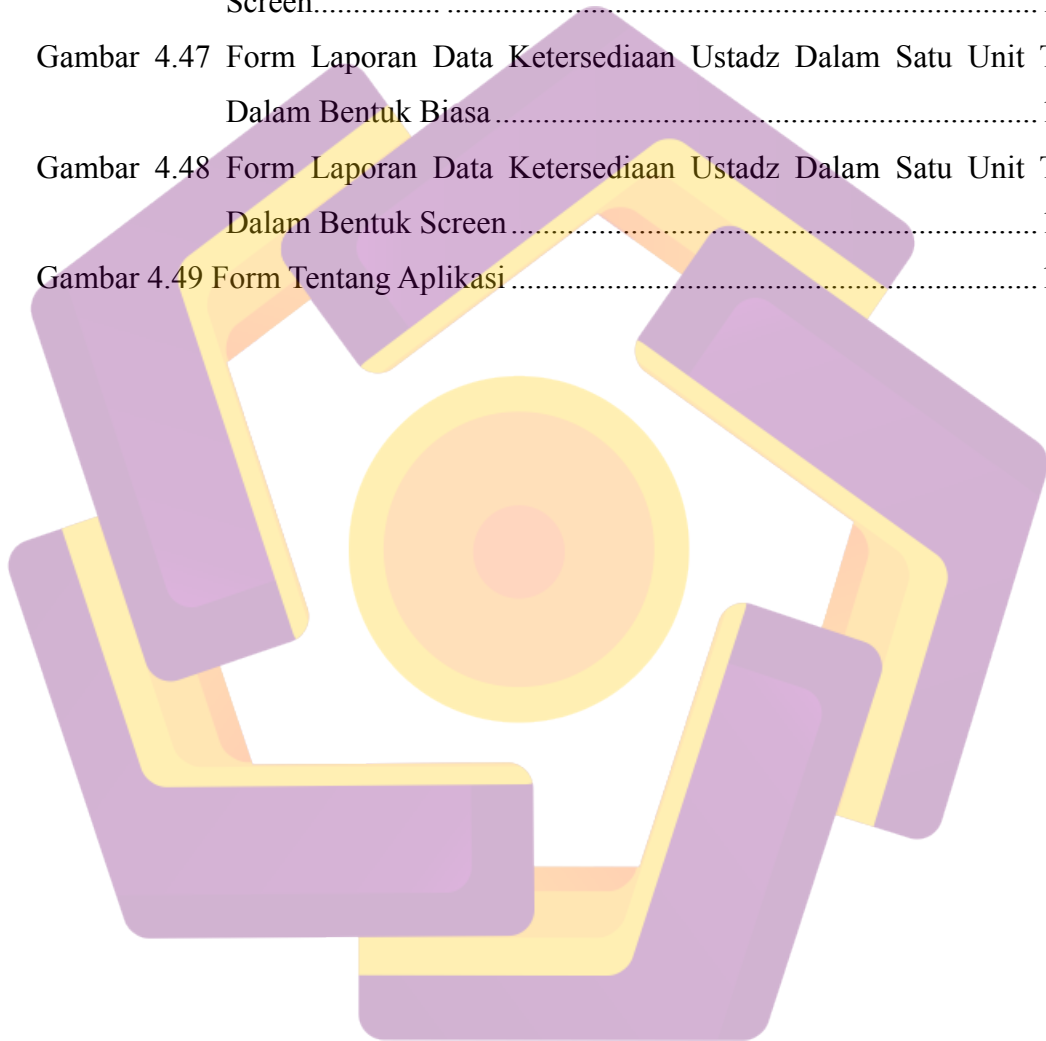 Screen............... .......................................................................
Gambar 4.47 Form Laporan Data Ketersediaan Ustadz Dalam Satu Unit
Dalam Bentuk Biasa ....................................................................
Gambar 4.48 Form Laporan Data Ketersediaan Ustadz Dalam Satu Unit
Dalam Bentuk Screen ..................................................................
Gambar 4.49 Form Tentang Aplikasi ...................................................................